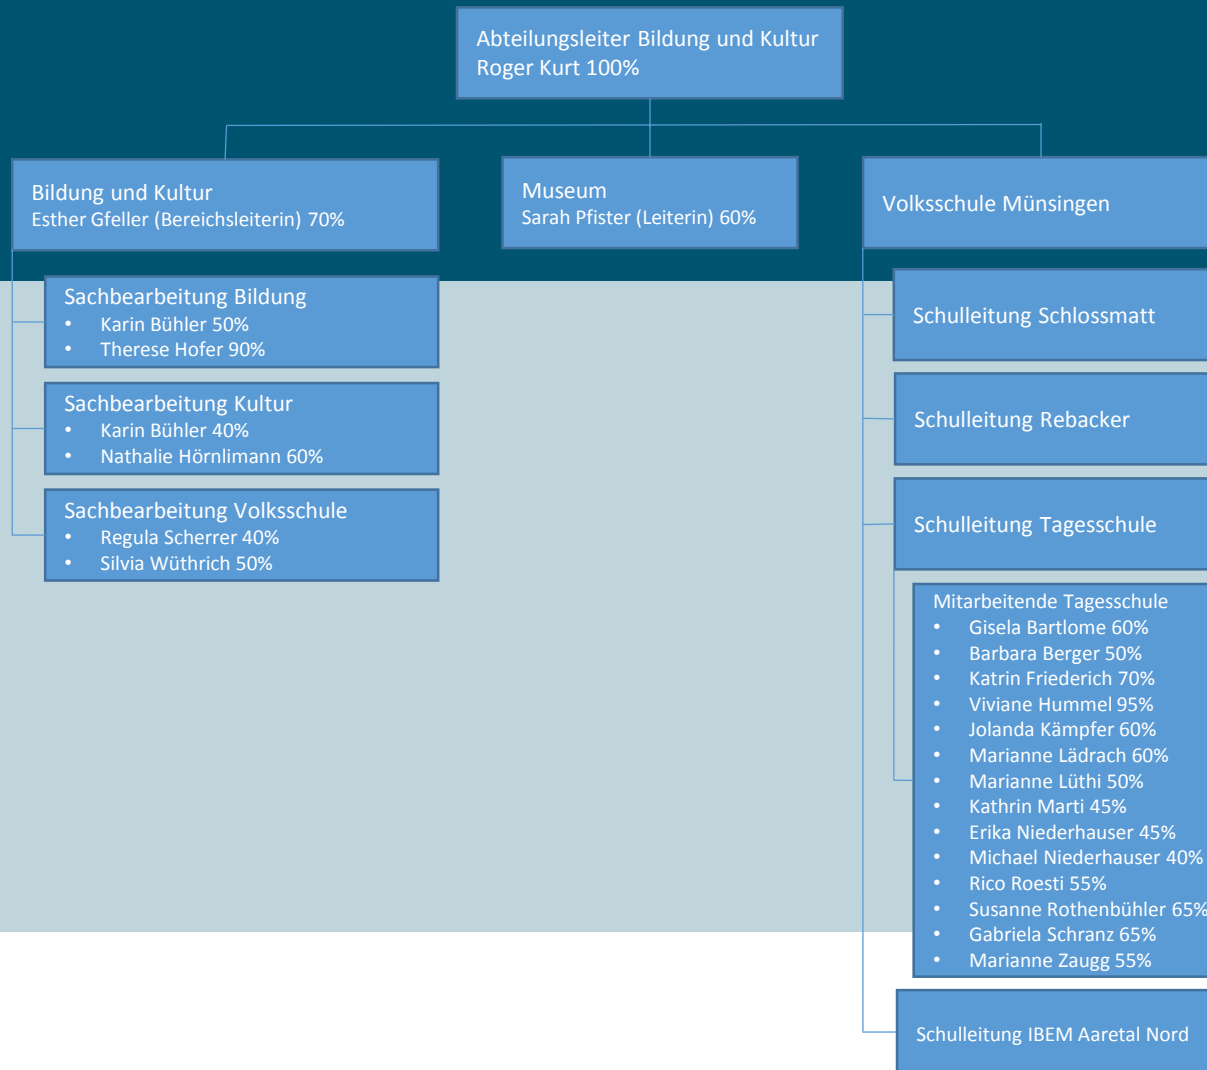 Abteilungsleiter Bildung und Kultur
Roger Kurt 100%
Bildung und Kultur
Esther Gfeller (Bereichsleiterin) 70%
Museum
Sarah Pfister (Leiterin) 60%
Volksschule Münsingen
Sachbearbeitung Bildung
• Karin Bühler 50%
• Therese Hofer 90%
Sachbearbeitung Kultur
• Karin Bühler 40%
• Nathalie Hörnlimann 60%
Sachbearbeitung Volksschule
• Regula Scherrer 40%
• Silvia Wüthrich 50%
Schulleitung Schlossmatt
Schulleitung Rebacker
Schulleitung Tagesschule
Mitarbeitende Tagesschule
• Gisela Bartlome 60%
• Barbara Berger 50%
• Katrin Friederich 70%
• Viviane Hummel 95%
• Jolanda Kämpfer 60%
• Marianne Lädrach 60%
• Marianne Lüthi 50%
• Kathrin Marti 45%
• Erika Niederhauser 45%
• Michael Niederhauser 40%
• Rico Roesti 55%
• Susanne Rothenbühler 65%
• Gabriela Schranz 65%
• Marianne Zaugg 55%
Schulleitung IBEM Aaretal Nord